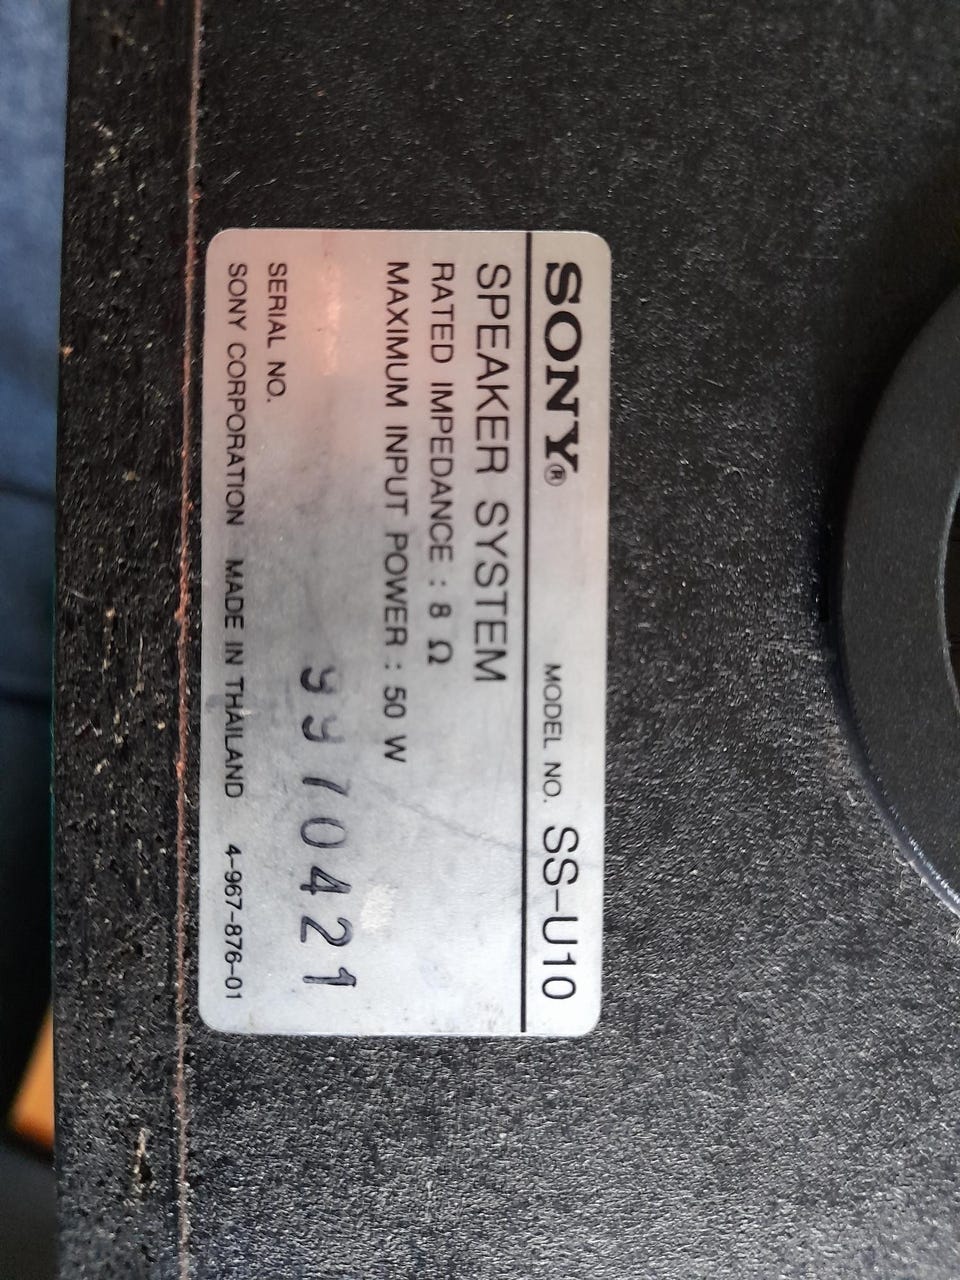 SONY® MODEL NO. SS-U10
SPEAKER SYSTEM
RATED IMPEDANCE : 8 Ω
MAXIMUM INPUT POWER : 50 W
9910421
SERIAL NO.
SONY CORPORATION MADE IN THAILAND 4-967-876-01